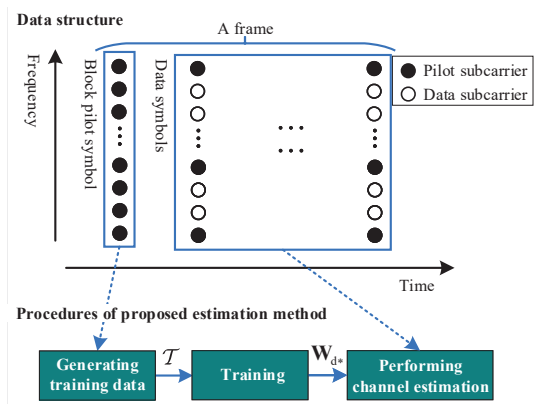 Data structure
A frame
Frequency
Block pilot
symbol
Data symbols
Pilot subcarrier
Data subcarrier
Time
Procedures of proposed estimation method
Generating
training data
𝒯
Training
W_{d*}
Performing
channel estimation